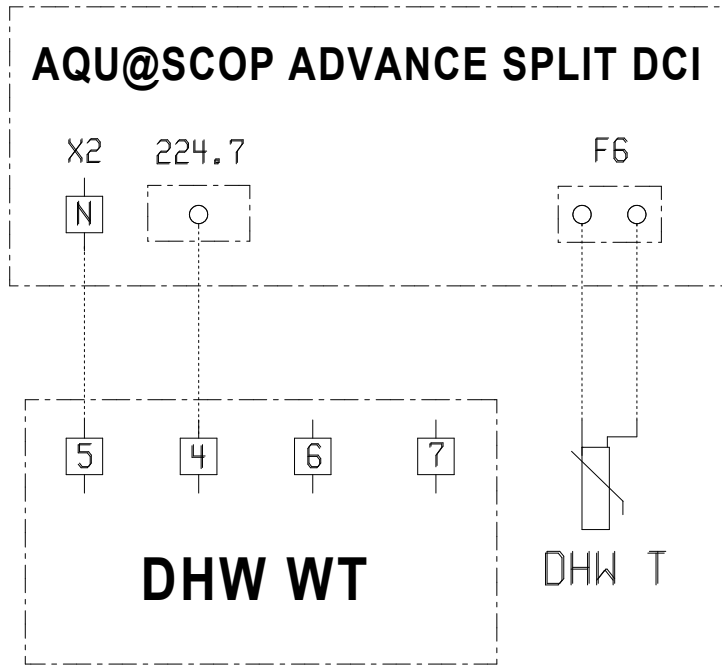 AQU@SCOP ADVANCE SPLIT DCI
X2 224.7 F6
N
5 4 6 7
DHW WT
DHW T